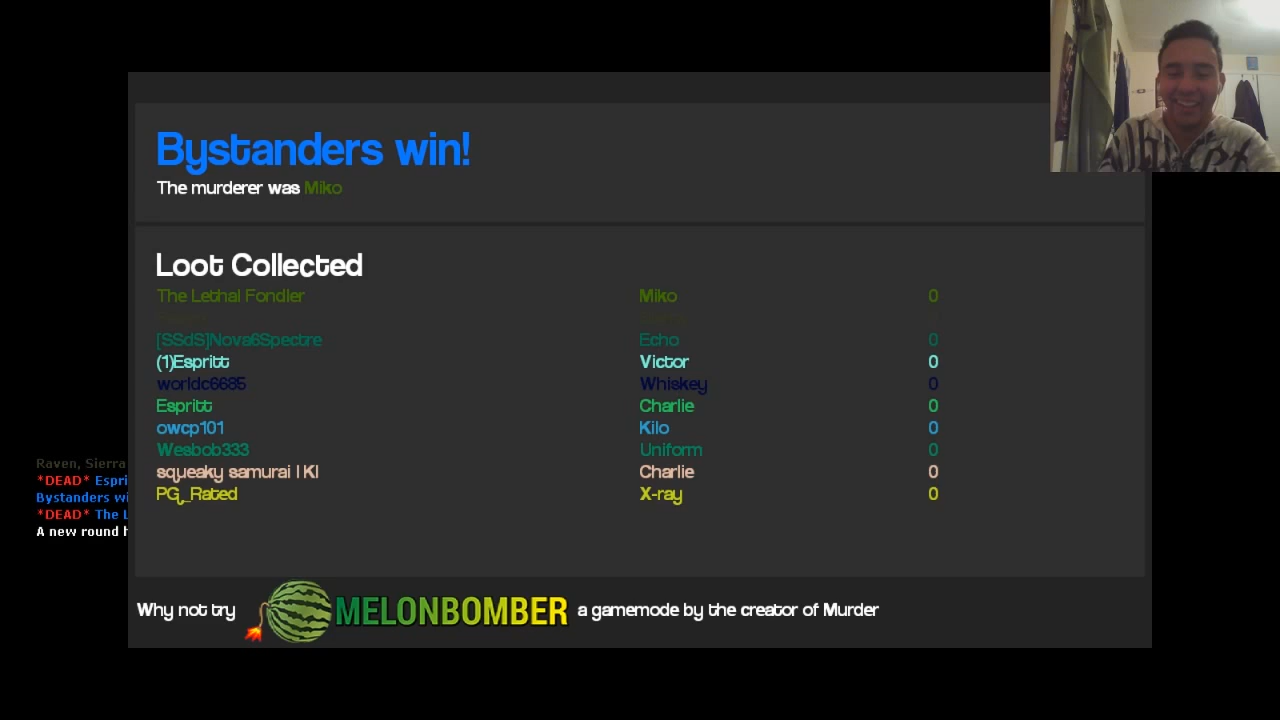 Bystanders win!
The murderer was Miko
Loot Collected
The Lethal Fondler Miko 0
[SSdS]Nova6Spectre Echo 0
(1)Espritt Victor 0
worldc6685 Whiskey 0
Espritt Charlie 0
owcp101 Kilo 0
Wesbob333 Uniform 0
squeaky samurai | KI Charlie 0
PG_Rated X-ray 0
Raven, Sierra
*DEAD* Espri
Bystanders wi
*DEAD* The L
A new round h
Why not try MELONBOMBER a gamemode by the creator of Murder